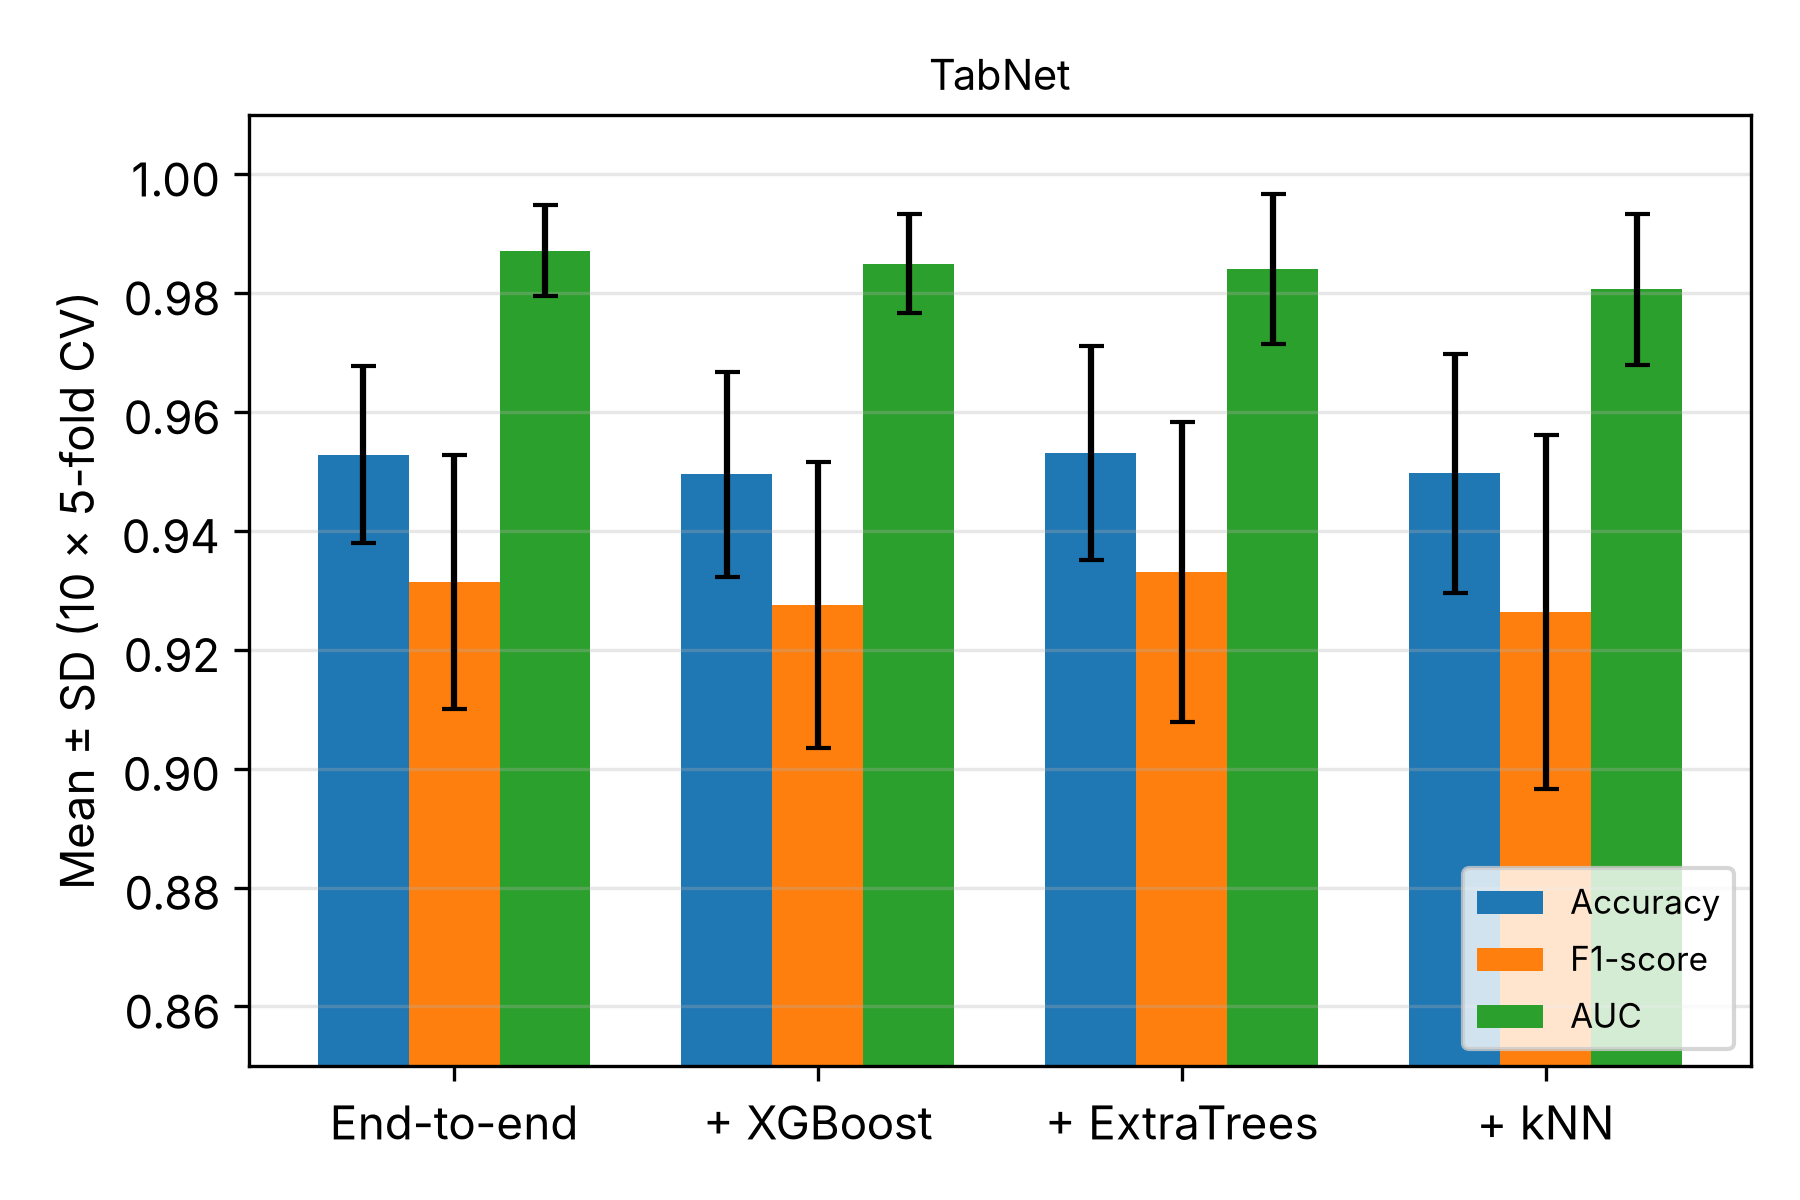 TabNet
Mean ± SD (10 × 5-fold CV)
1.00
0.98
0.96
0.94
0.92
0.90
0.88
0.86
Accuracy
F1-score
AUC
End-to-end
+ XGBoost
+ ExtraTrees
+ kNN